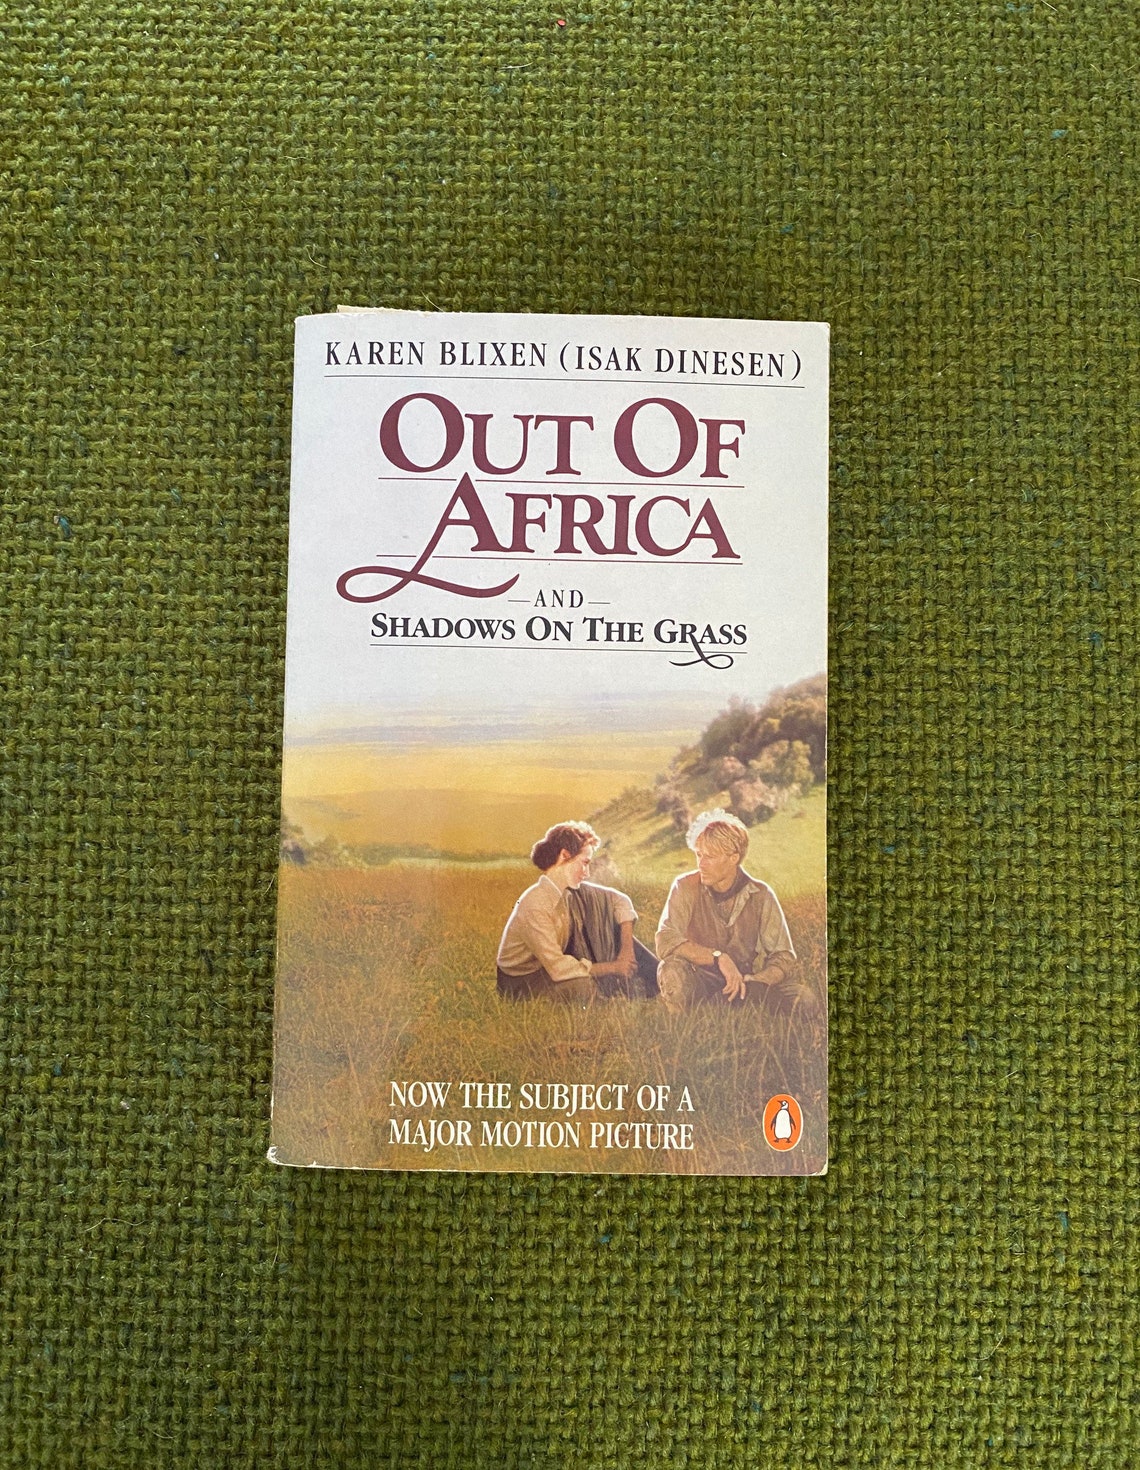 KAREN BLIXEN (ISAK DINESEN)
OUT OF
AFRICA
—AND—
SHADOWS ON THE GRASS
NOW THE SUBJECT OF A
MAJOR MOTION PICTURE